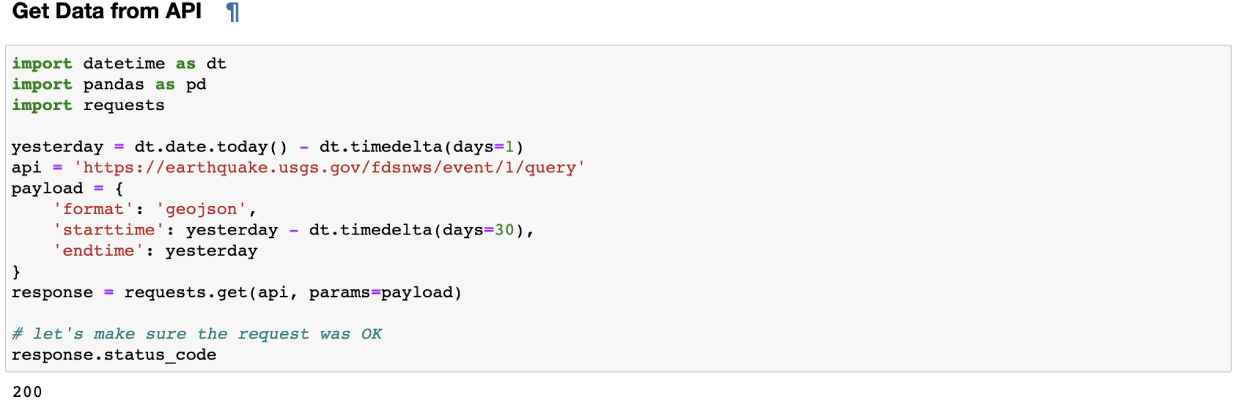 Get Data from API ¶
import datetime as dt
import pandas as pd
import requests

yesterday = dt.date.today() - dt.timedelta(days=1)
api = 'https://earthquake.usgs.gov/fdsnws/event/1/query'
payload = {
    'format': 'geojson',
    'starttime': yesterday - dt.timedelta(days=30),
    'endtime': yesterday
}
response = requests.get(api, params=payload)

# let's make sure the request was OK
response.status_code
200